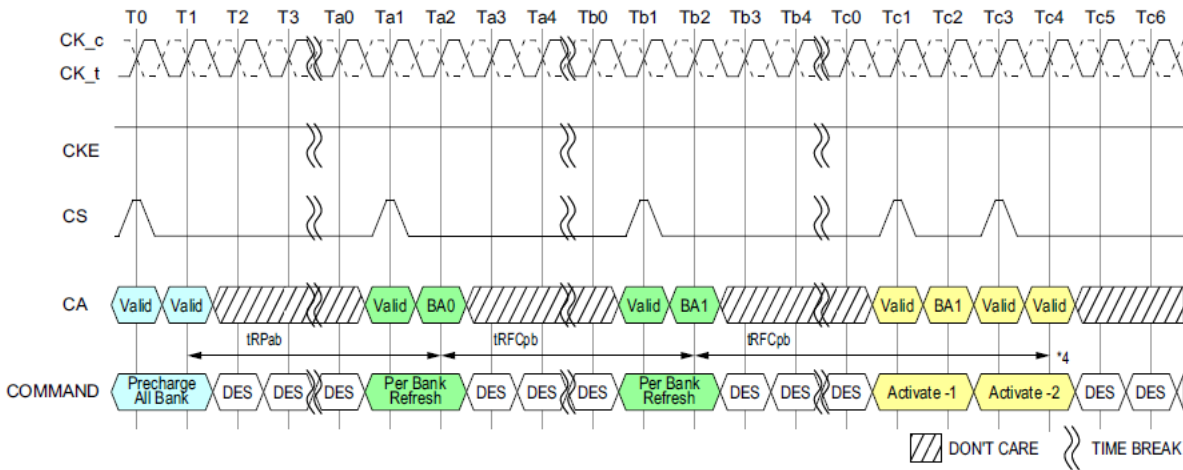 T0 T1 T2 T3 Ta0 Ta1 Ta2 Ta3 Ta4 Tb0 Tb1 Tb2 Tb3 Tb4 Tc0 Tc1 Tc2 Tc3 Tc4 Tc5 Tc6
CK_c
CK_t
CKE
CS
CA Valid Valid Valid BA0 Valid BA1 Valid BA1 Valid Valid
tRPab tRFCpb tRFCpb *4
COMMAND Precharge All Bank DES DES DES Per Bank Refresh DES DES DES Per Bank Refresh DES DES DES Activate -1 Activate -2 DES DES
DON'T CARE TIME BREAK